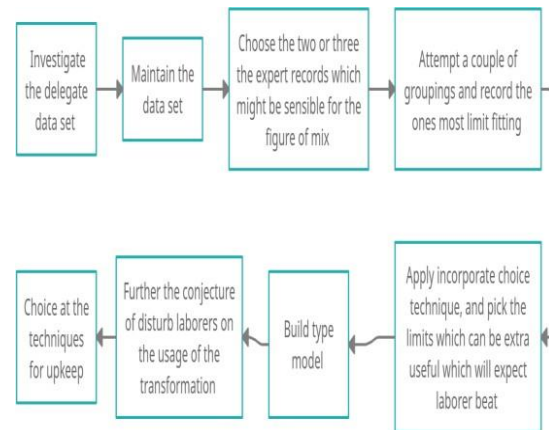 Investigate
the delegate
data set
Maintain the
data set
Choose the two or three
the expert records which
might be sensible for the
figure of mix
Attempt a couple of
groupings and record the
ones most limit fitting
Apply incorporate choice
technique, and pick the
limits which can be extra
useful which will expect
laborer beat
Build type
model
Further the conjecture
of disturb laborers on
the usage of the
transformation
Choice at the
techniques
for upkeep